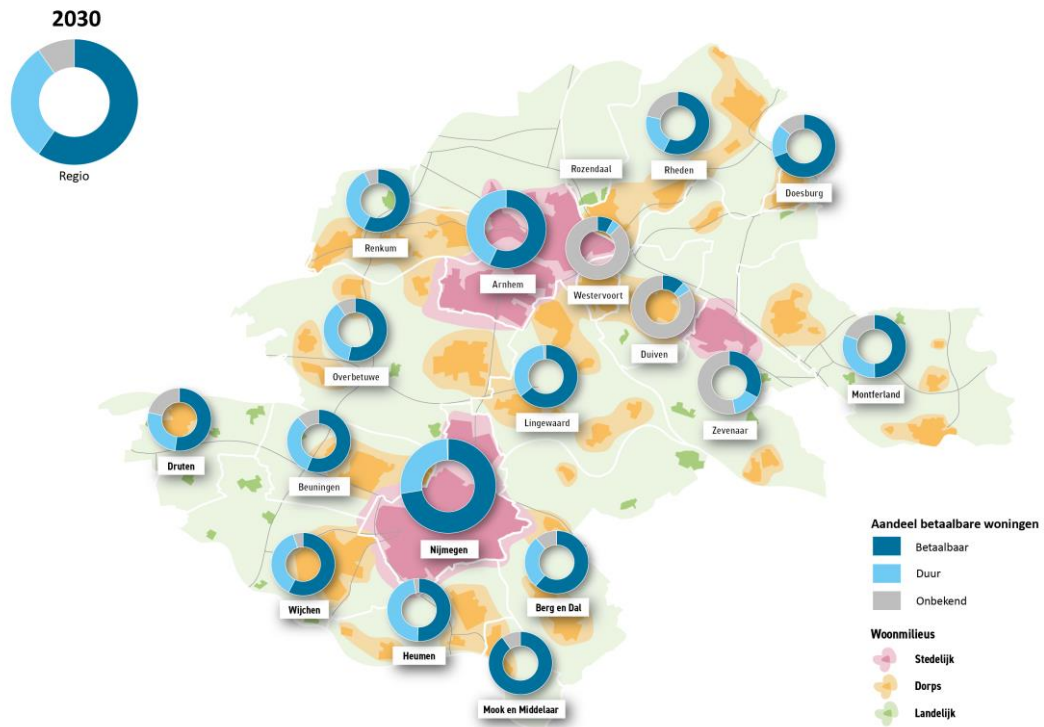 2030
Regio
Rheden
Doesburg
Rozendaal
Renkum
Arnhem
Westervoort
Duiven
Overbetuwe
Montferland
Lingewaard
Zevenaar
Druten
Beuningen
Nijmegen
Wijchen
Berg en Dal
Heumen
Mook en Middelaar
Aandeel betaalbare woningen
Betaalbaar
Duur
Onbekend
Woonmilieus
Stedelijk
Dorps
Landelijk